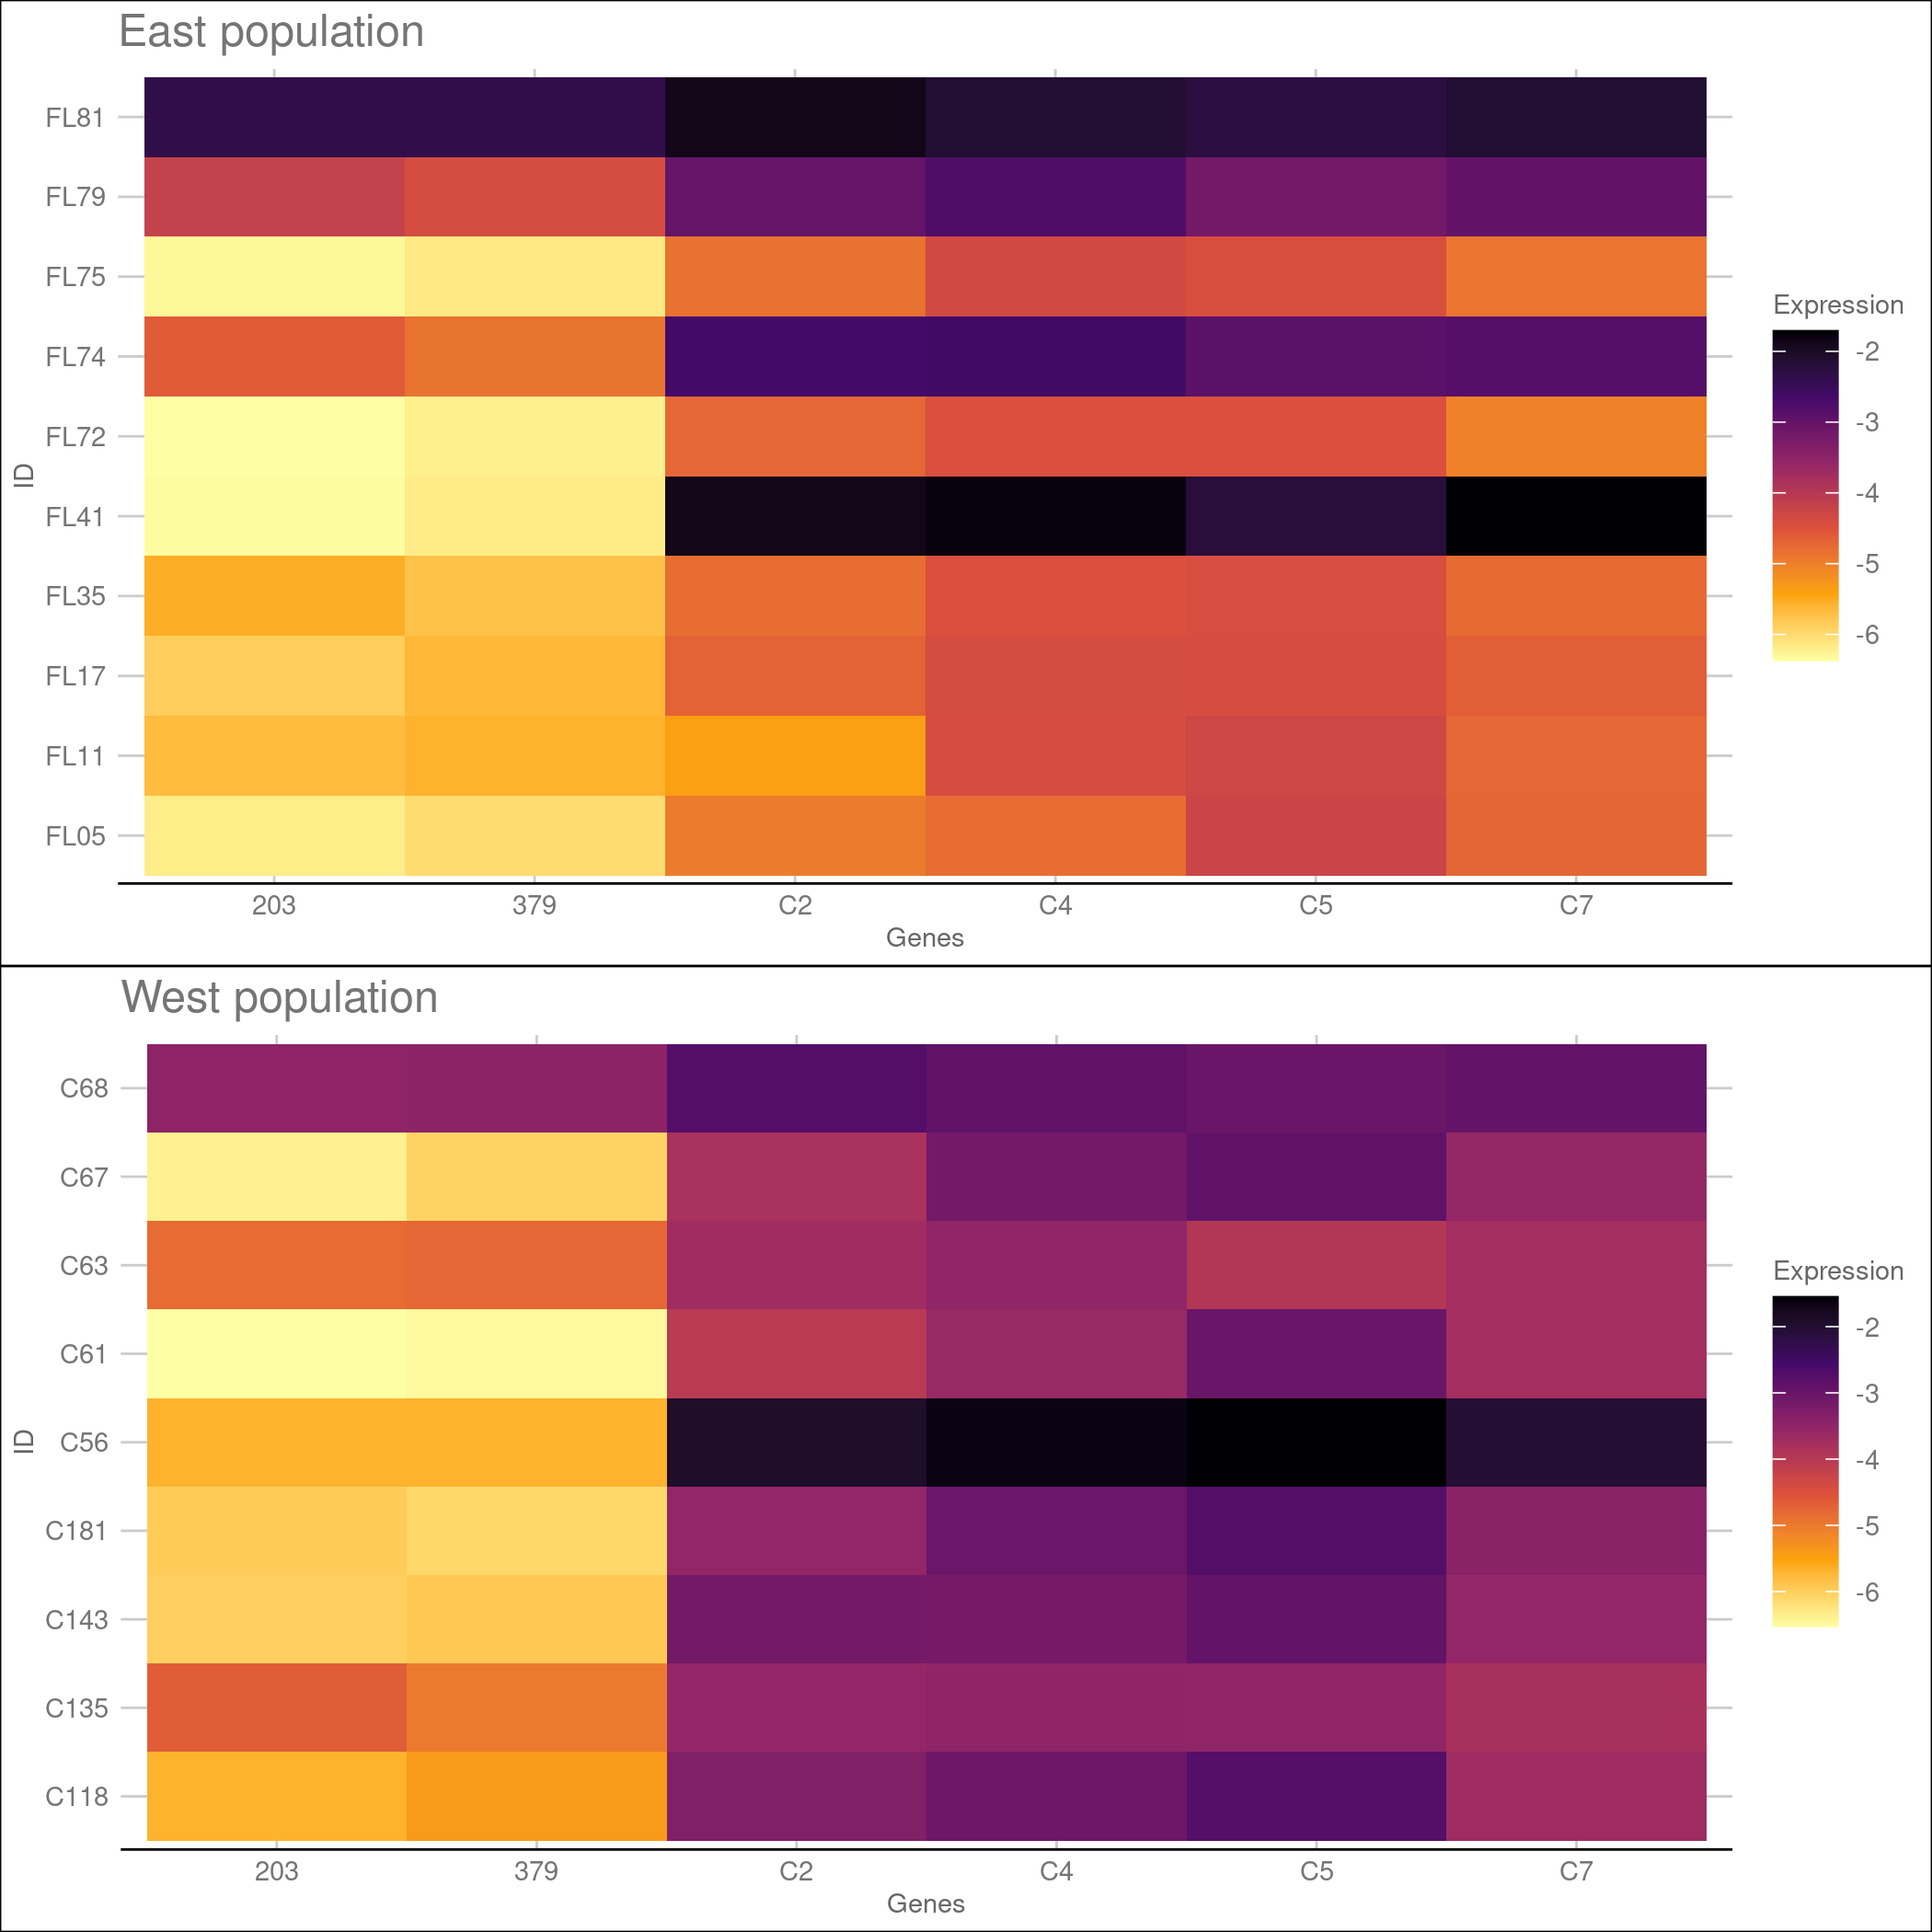 East population
FL81
FL79
FL75
FL74
FL72
FL41
FL35
FL17
FL11
FL05
ID
203 379 C2 C4 C5 C7
Genes
Expression
-2
-3
-4
-5
-6
West population
C68
C67
C63
C61
C56
C181
C143
C135
C118
ID
203 379 C2 C4 C5 C7
Genes
Expression
-2
-3
-4
-5
-6